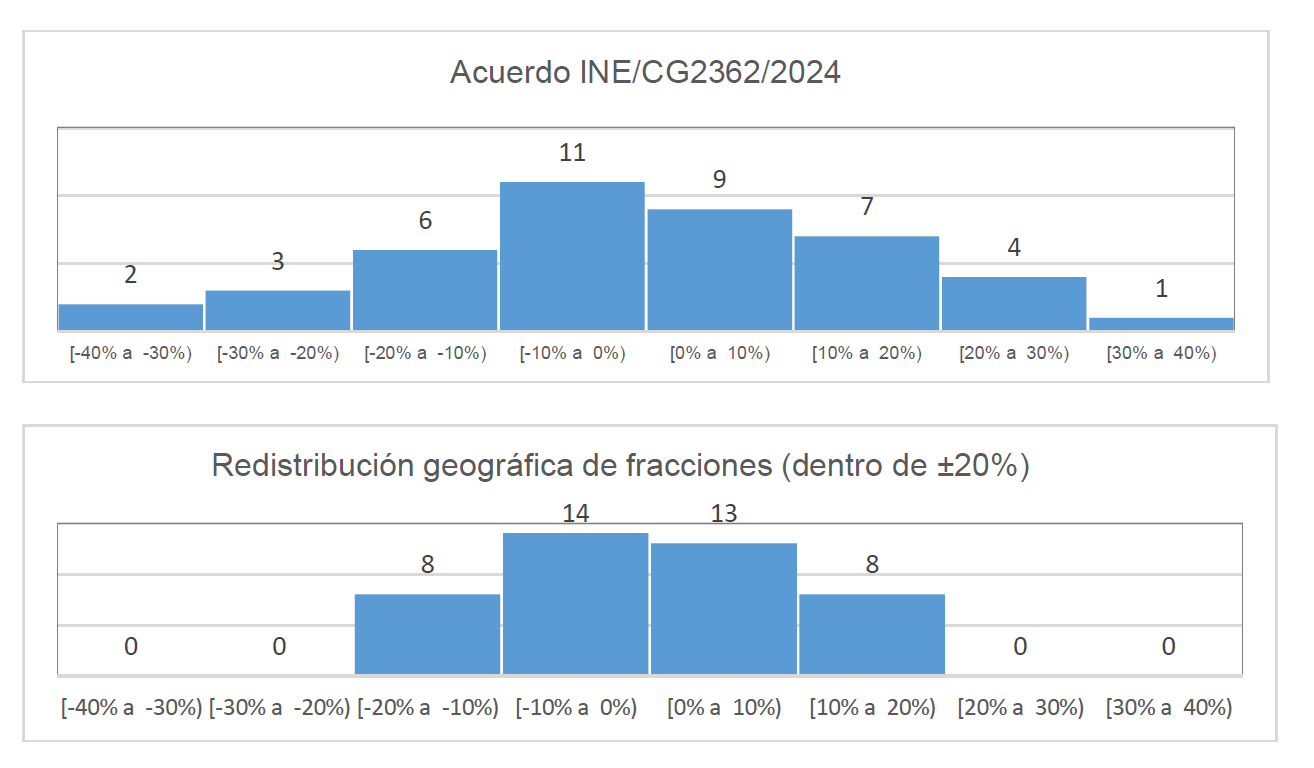 Acuerdo INE/CG2362/2024
11
9
7
6
4
3
2
1
[-40% a -30%) [-30% a -20%) [-20% a -10%) [-10% a 0%) [0% a 10%) [10% a 20%) [20% a 30%) [30% a 40%)
Redistribución geográfica de fracciones (dentro de ±20%)
14 13
8 8
0 0 0 0
[-40% a -30%) [-30% a -20%) [-20% a -10%) [-10% a 0%) [0% a 10%) [10% a 20%) [20% a 30%) [30% a 40%)